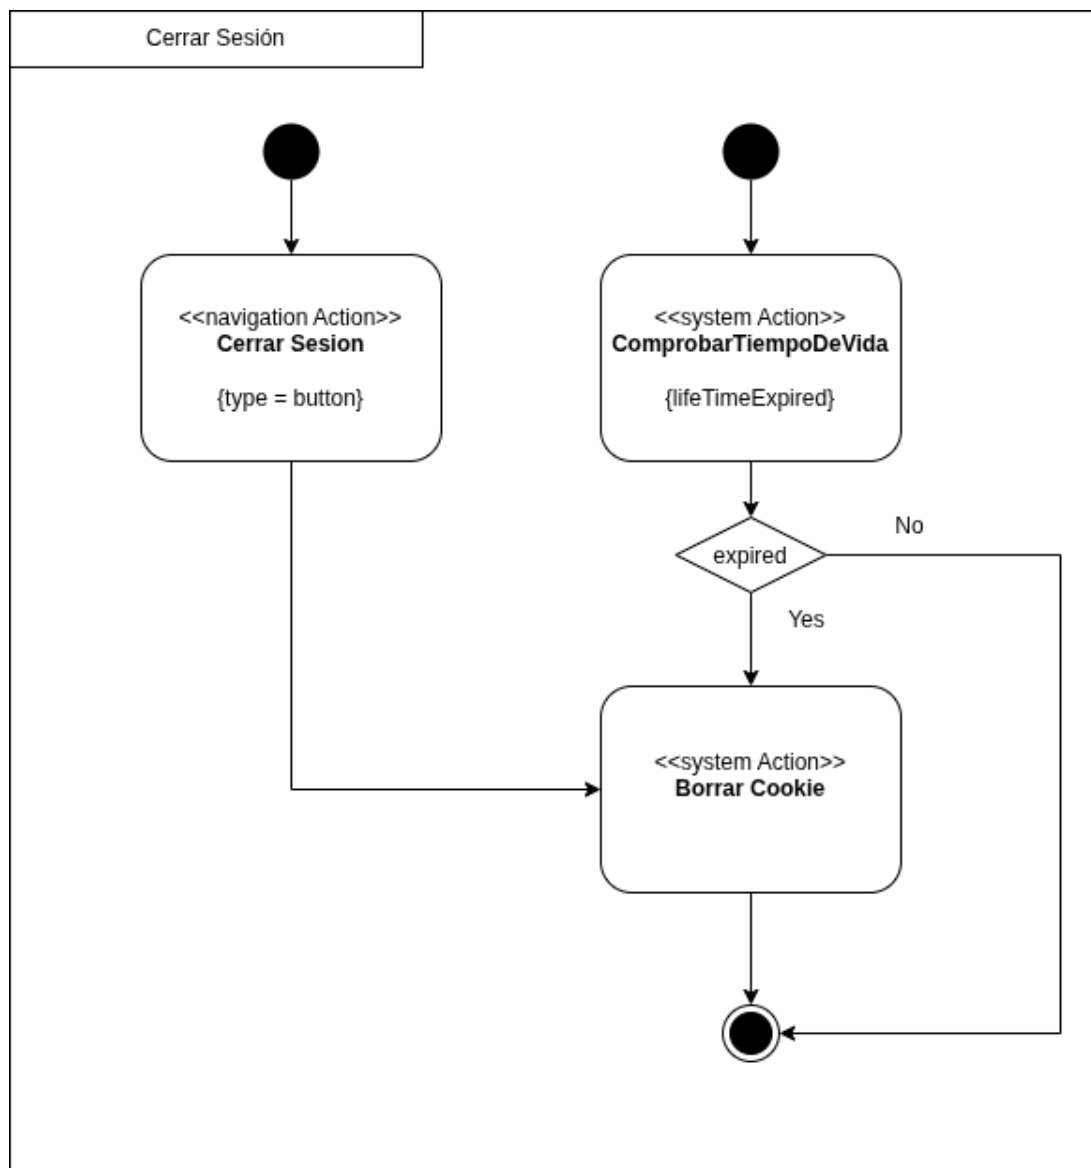 Cerrar Sesión
<<navigation Action>>
Cerrar Sesion
{type = button}
<<system Action>>
ComprobarTiempoDeVida
{lifeTimeExpired}
expired
No
Yes
<<system Action>>
Borrar Cookie